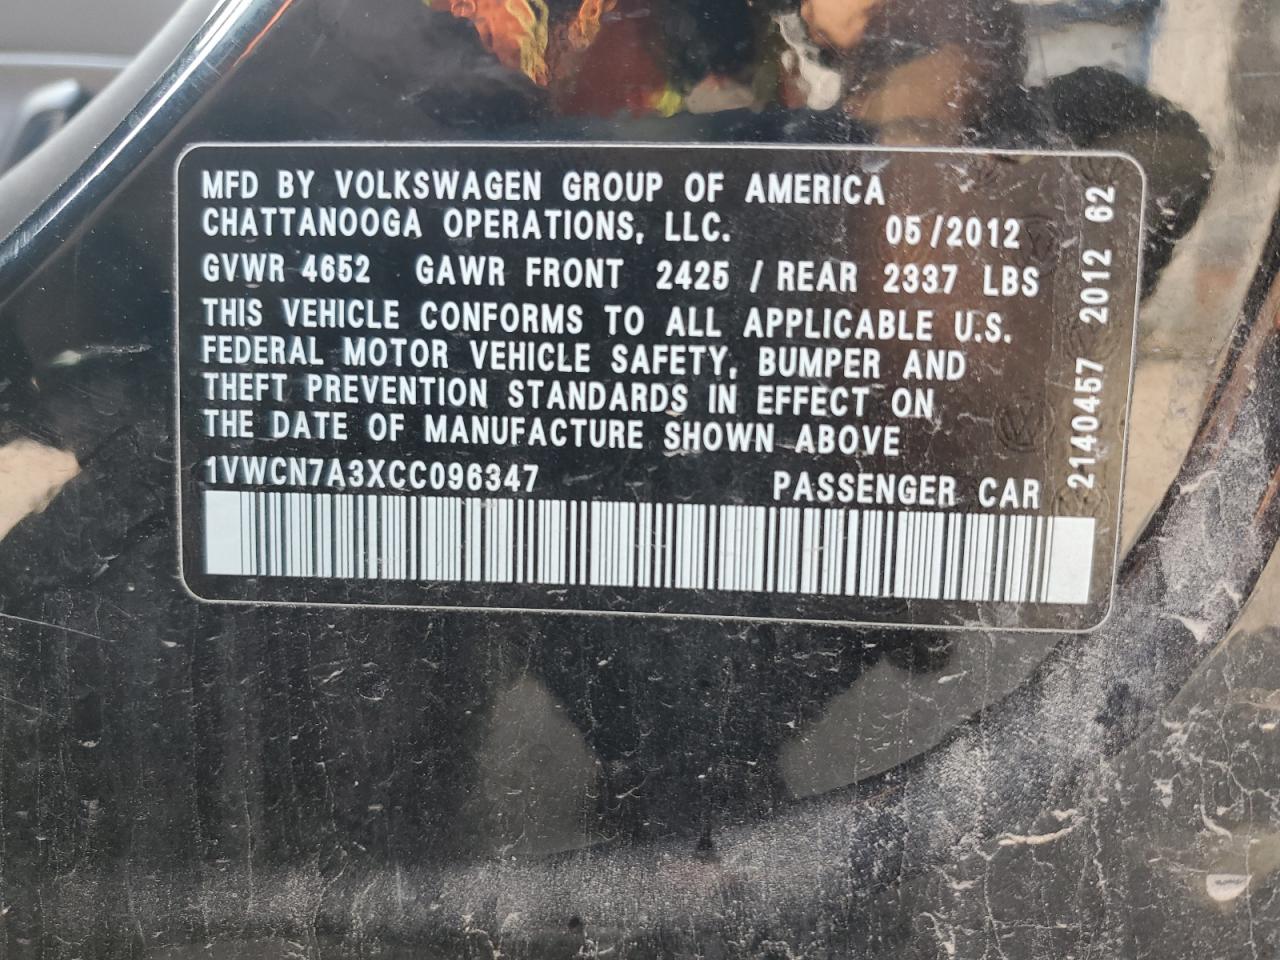 MFD BY VOLKSWAGEN GROUP OF AMERICA
CHATTANOOGA OPERATIONS, LLC. 05/2012
GVWR 4652 GAWR FRONT 2425 / REAR 2337 LBS
THIS VEHICLE CONFORMS TO ALL APPLICABLE U.S.
FEDERAL MOTOR VEHICLE SAFETY, BUMPER AND
THEFT PREVENTION STANDARDS IN EFFECT ON
THE DATE OF MANUFACTURE SHOWN ABOVE
1VWCN7A3XCC096347 PASSENGER CAR
2140457 2012 62